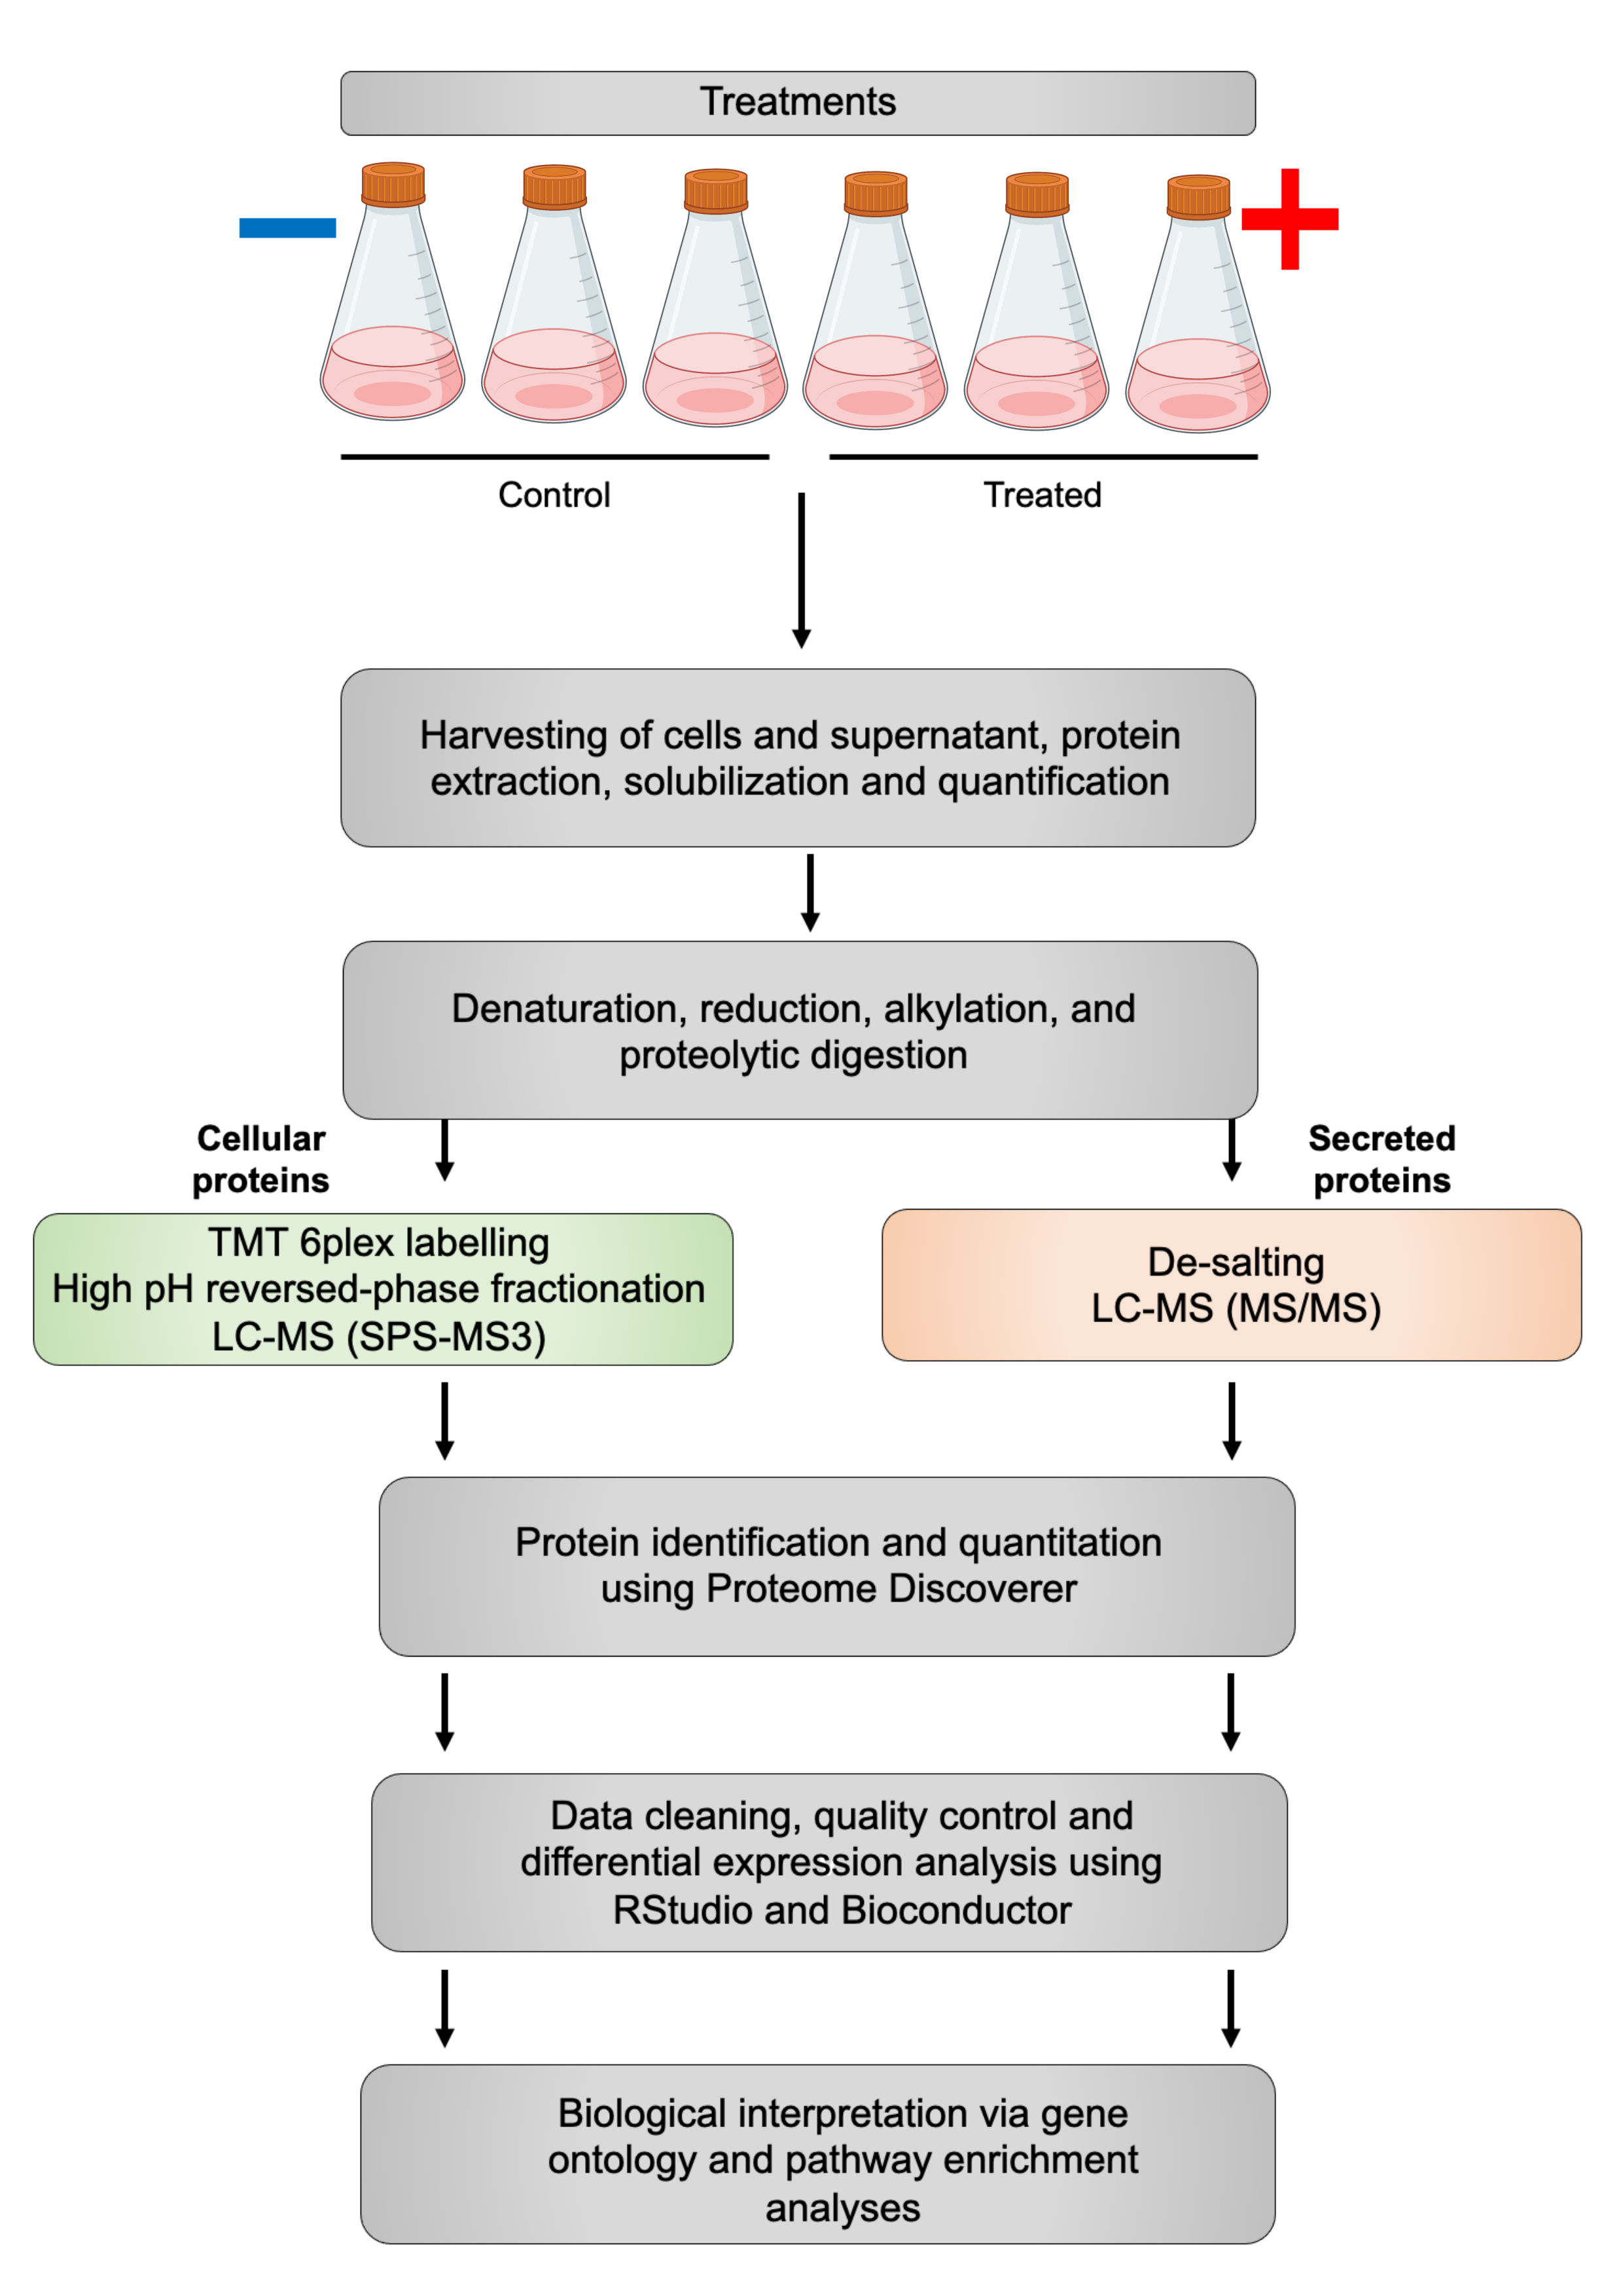 Treatments
Control
Treated
Harvesting of cells and supernatant, protein
extraction, solubilization and quantification
Denaturation, reduction, alkylation, and
proteolytic digestion
Cellular
proteins
Secreted
proteins
TMT 6plex labelling
High pH reversed-phase fractionation
LC-MS (SPS-MS3)
De-salting
LC-MS (MS/MS)
Protein identification and quantitation
using Proteome Discoverer
Data cleaning, quality control and
differential expression analysis using
RStudio and Bioconductor
Biological interpretation via gene
ontology and pathway enrichment
analyses